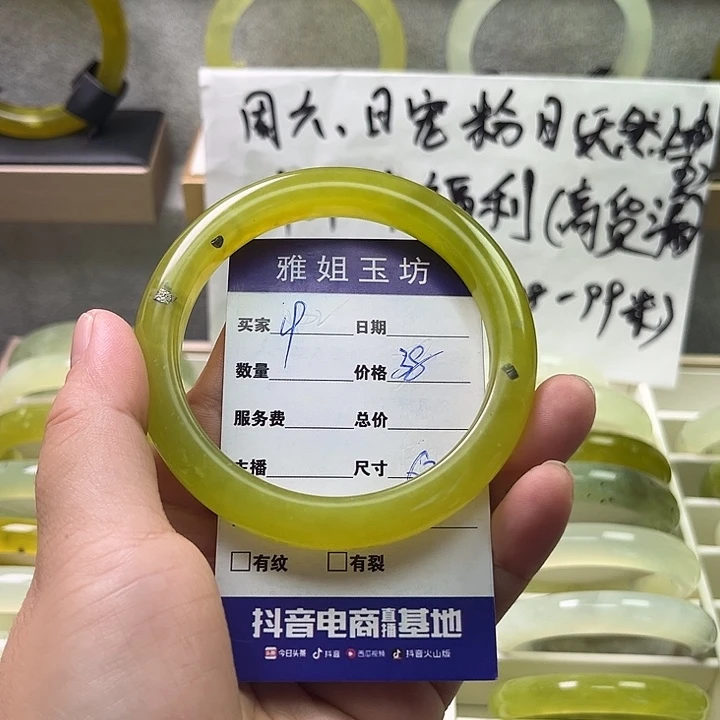 周六、日宠粉日(天然
福利(高货漏
-99米)
雅姐玉坊
买家 日期
数量 价格 38
服务费 总价
主播 尺寸
□有纹 □有裂
抖音电商直播基地
今日头条 抖音 西瓜视频 抖音火山版